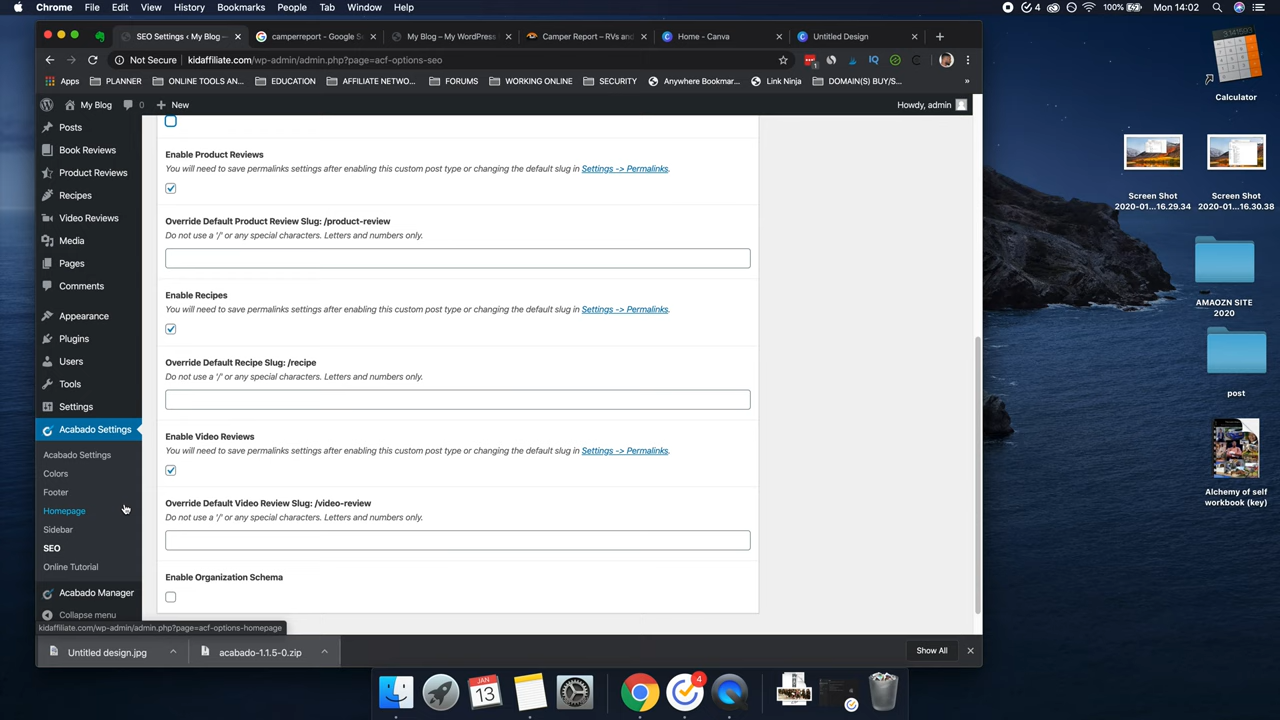 Chrome File Edit View History Bookmarks People Tab Window Help 4 100% Mon 14:02
SEO Settings ‹ My Blog — camperreport - Google S My Blog – My WordPress Camper Report – RVs and Home - Canva Untitled Design
Not Secure kidaffiliate.com/wp-admin/admin.php?page=acf-options-seo
Apps PLANNER ONLINE TOOLS AN... EDUCATION AFFILIATE NETWO... FORUMS WORKING ONLINE SECURITY Anywhere Bookmar... Link Ninja DOMAIN(S) BUY/S... »
My Blog 0 New Howdy, admin
Posts
Book Reviews
Product Reviews
Recipes
Video Reviews
Media
Pages
Comments
Appearance
Plugins
Users
Tools
Settings
Acabado Settings
Acabado Settings
Colors
Footer
Homepage
Sidebar
SEO
Online Tutorial
Acabado Manager
Collapse menu
kidaffiliate.com/wp-admin/admin.php?page=acf-options-homepage
Enable Product Reviews
You will need to save permalinks settings after enabling this custom post type or changing the default slug in Settings -> Permalinks.
Override Default Product Review Slug: /product-review
Do not use a '/' or any special characters. Letters and numbers only.
Enable Recipes
You will need to save permalinks settings after enabling this custom post type or changing the default slug in Settings -> Permalinks.
Override Default Recipe Slug: /recipe
Do not use a '/' or any special characters. Letters and numbers only.
Enable Video Reviews
You will need to save permalinks settings after enabling this custom post type or changing the default slug in Settings -> Permalinks.
Override Default Video Review Slug: /video-review
Do not use a '/' or any special characters. Letters and numbers only.
Enable Organization Schema
Untitled design.jpg acabado-1.1.5-0.zip Show All
Calculator
Screen Shot
2020-01...16.29.34
Screen Shot
2020-01...16.30.38
AMAOZN SITE
2020
post
Alchemy of self
workbook (key)
JAN
13
4